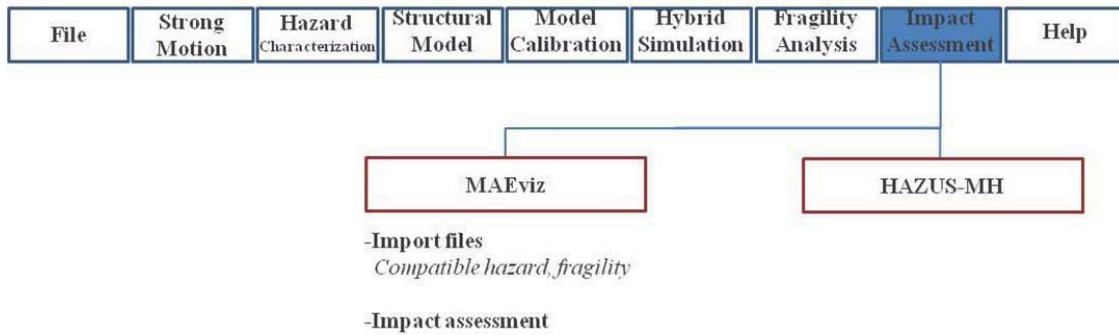 File
Strong
Motion
Hazard
Characterization
Structural
Model
Model
Calibration
Hybrid
Simulation
Fragility
Analysis
Impact
Assessment
Help
MAEviz
HAZUS-MH
-Import files
Compatible hazard, fragility
-Impact assessment